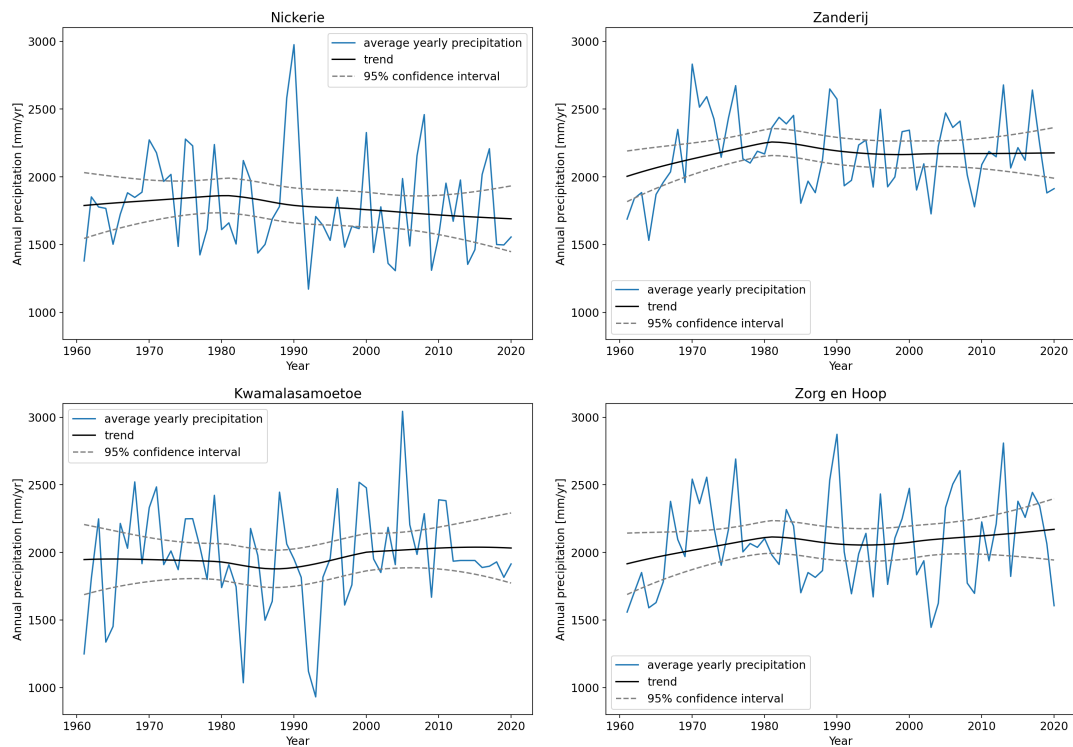 Nickerie
3000
2500
2000
1500
1000
Annual precipitation [mm/yr]
average yearly precipitation
trend
95% confidence interval
1960 1970 1980 1990 2000 2010 2020
Year
Zanderij
3000
2500
2000
1500
1000
Annual precipitation [mm/yr]
average yearly precipitation
trend
95% confidence interval
1960 1970 1980 1990 2000 2010 2020
Year
Kwamalasamoetoe
3000
2500
2000
1500
1000
Annual precipitation [mm/yr]
average yearly precipitation
trend
95% confidence interval
1960 1970 1980 1990 2000 2010 2020
Year
Zorg en Hoop
3000
2500
2000
1500
1000
Annual precipitation [mm/yr]
average yearly precipitation
trend
95% confidence interval
1960 1970 1980 1990 2000 2010 2020
Year